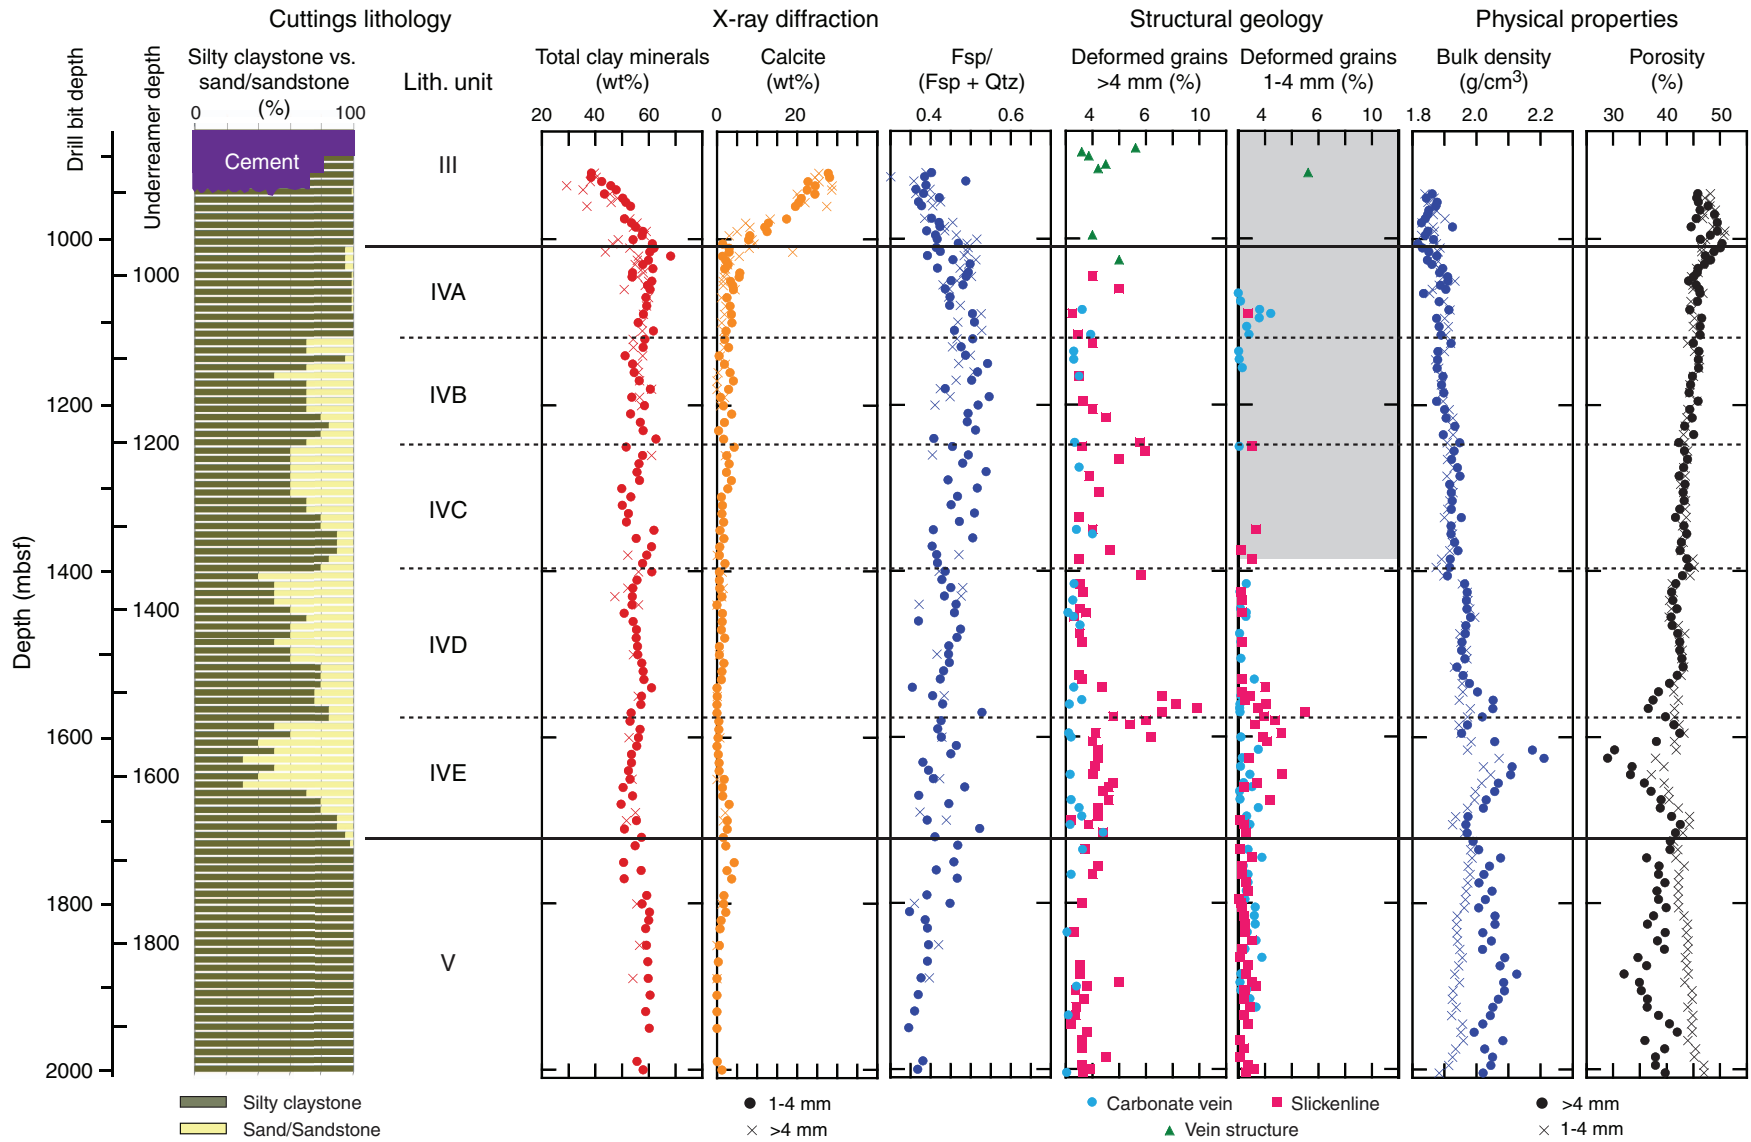 Cuttings lithology
X-ray diffraction
Structural geology
Physical properties
Drill bit depth
Underreamer depth
Silty claystone vs.
sand/sandstone
(%)
0 100
Lith. unit
Total clay minerals
(wt%)
20 40 60
Calcite
(wt%)
0 20
Fsp/
(Fsp + Qtz)
0.4 0.6
Deformed grains
>4 mm (%)
4 6 10
Deformed grains
1-4 mm (%)
4 6 10
Bulk density
(g/cm3)
1.8 2.0 2.2
Porosity
(%)
30 40 50
Cement
III
IVA
IVB
IVC
IVD
IVE
V
Depth (mbsf)
1000
1200
1400
1600
1800
2000
1000
1200
1400
1600
1800
Silty claystone
Sand/Sandstone
1-4 mm
>4 mm
Carbonate vein
Slickenline
Vein structure
>4 mm
1-4 mm